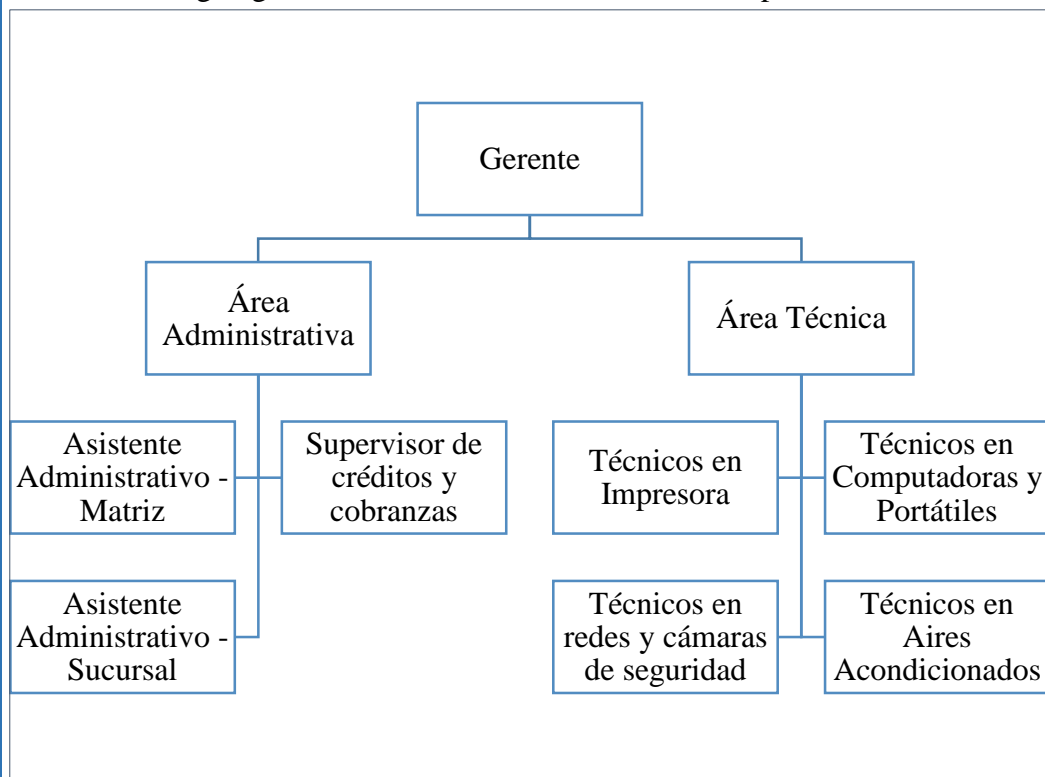 Gerente
Área
Administrativa
Área Técnica
Asistente
Administrativo -
Matriz
Supervisor de
créditos y
cobranzas
Técnicos en
Impresora
Técnicos en
Computadoras y
Portátiles
Asistente
Administrativo -
Sucursal
Técnicos en
redes y cámaras
de seguridad
Técnicos en
Aires
Acondicionados